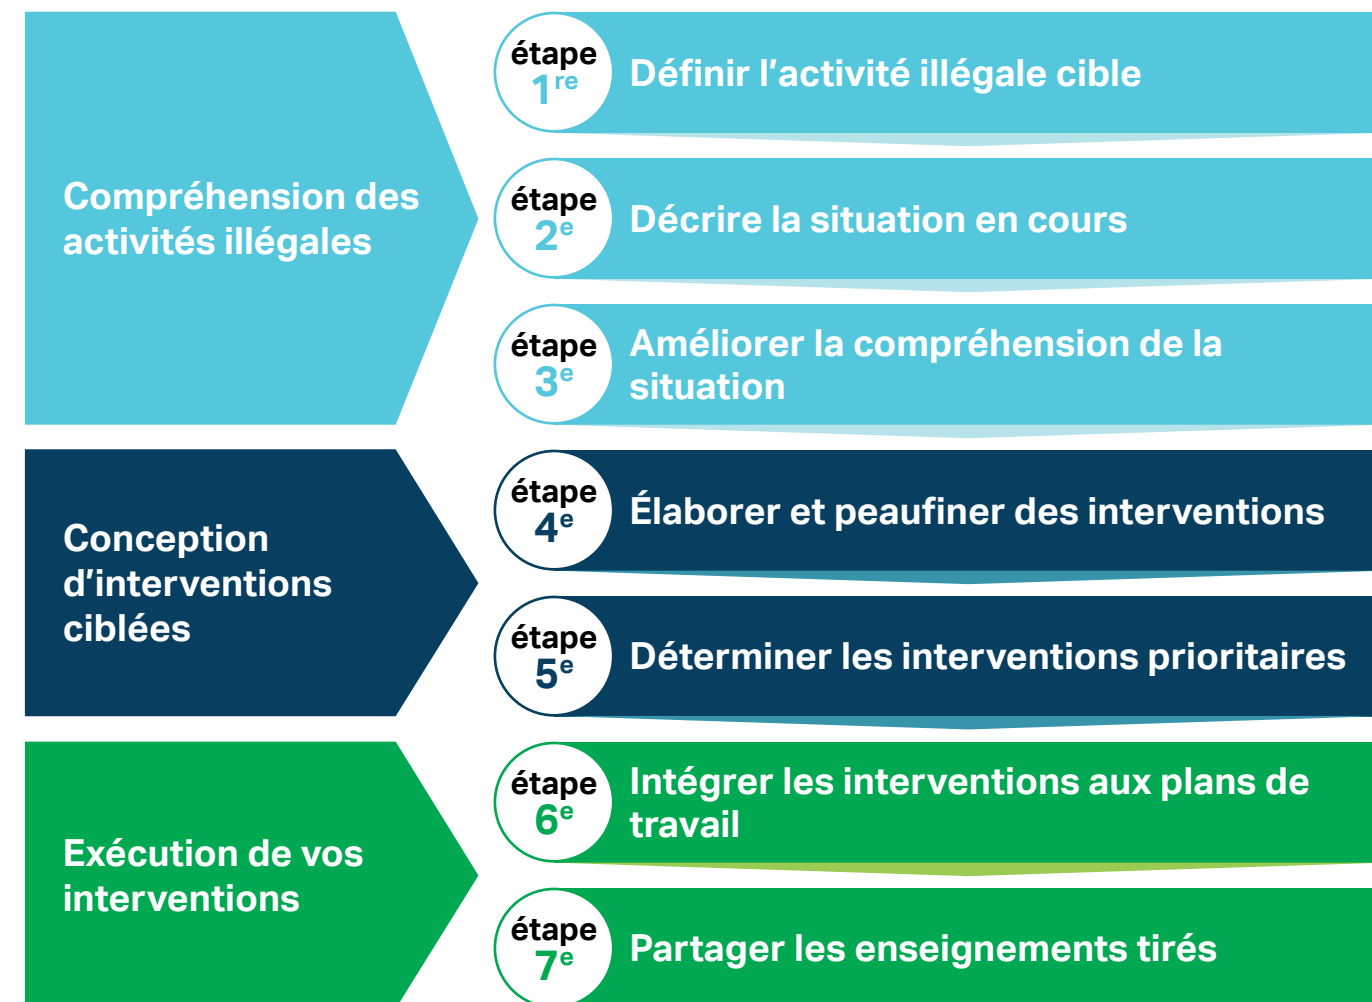 Compréhension des
activités illégales
étape
1re
Définir l’activité illégale cible
étape
2e
Décrire la situation en cours
étape
3e
Améliorer la compréhension de la
situation
Conception
d’interventions
ciblées
étape
4e
Élaborer et peaufiner des interventions
étape
5e
Déterminer les interventions prioritaires
Exécution de vos
interventions
étape
6e
Intégrer les interventions aux plans de
travail
étape
7e
Partager les enseignements tirés